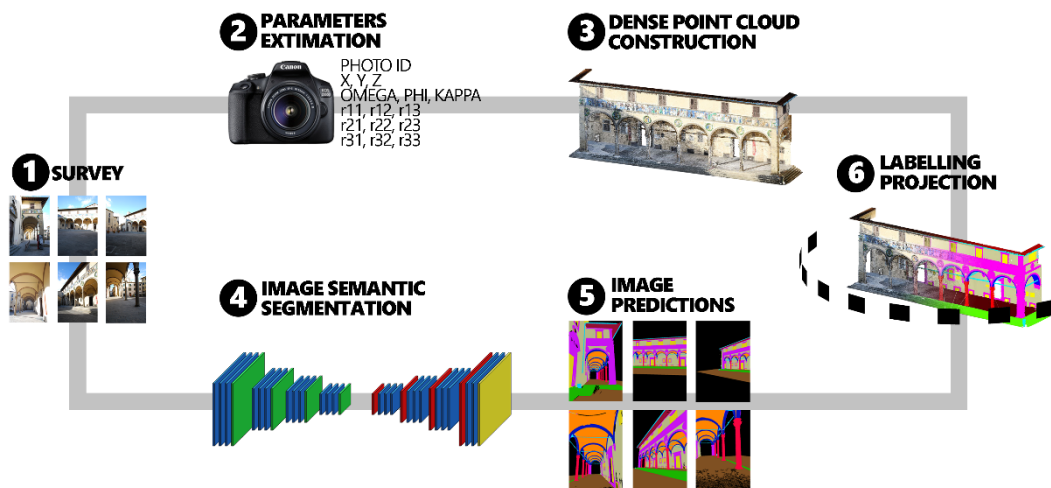 1 SURVEY
2 PARAMETERS
EXTIMATION
Canon
PHOTO ID
X, Y, Z
OMEGA, PHI, KAPPA
r11, r12, r13
r21, r22, r23
r31, r32, r33
3 DENSE POINT CLOUD
CONSTRUCTION
4 IMAGE SEMANTIC
SEGMENTATION
5 IMAGE
PREDICTIONS
6 LABELLING
PROJECTION